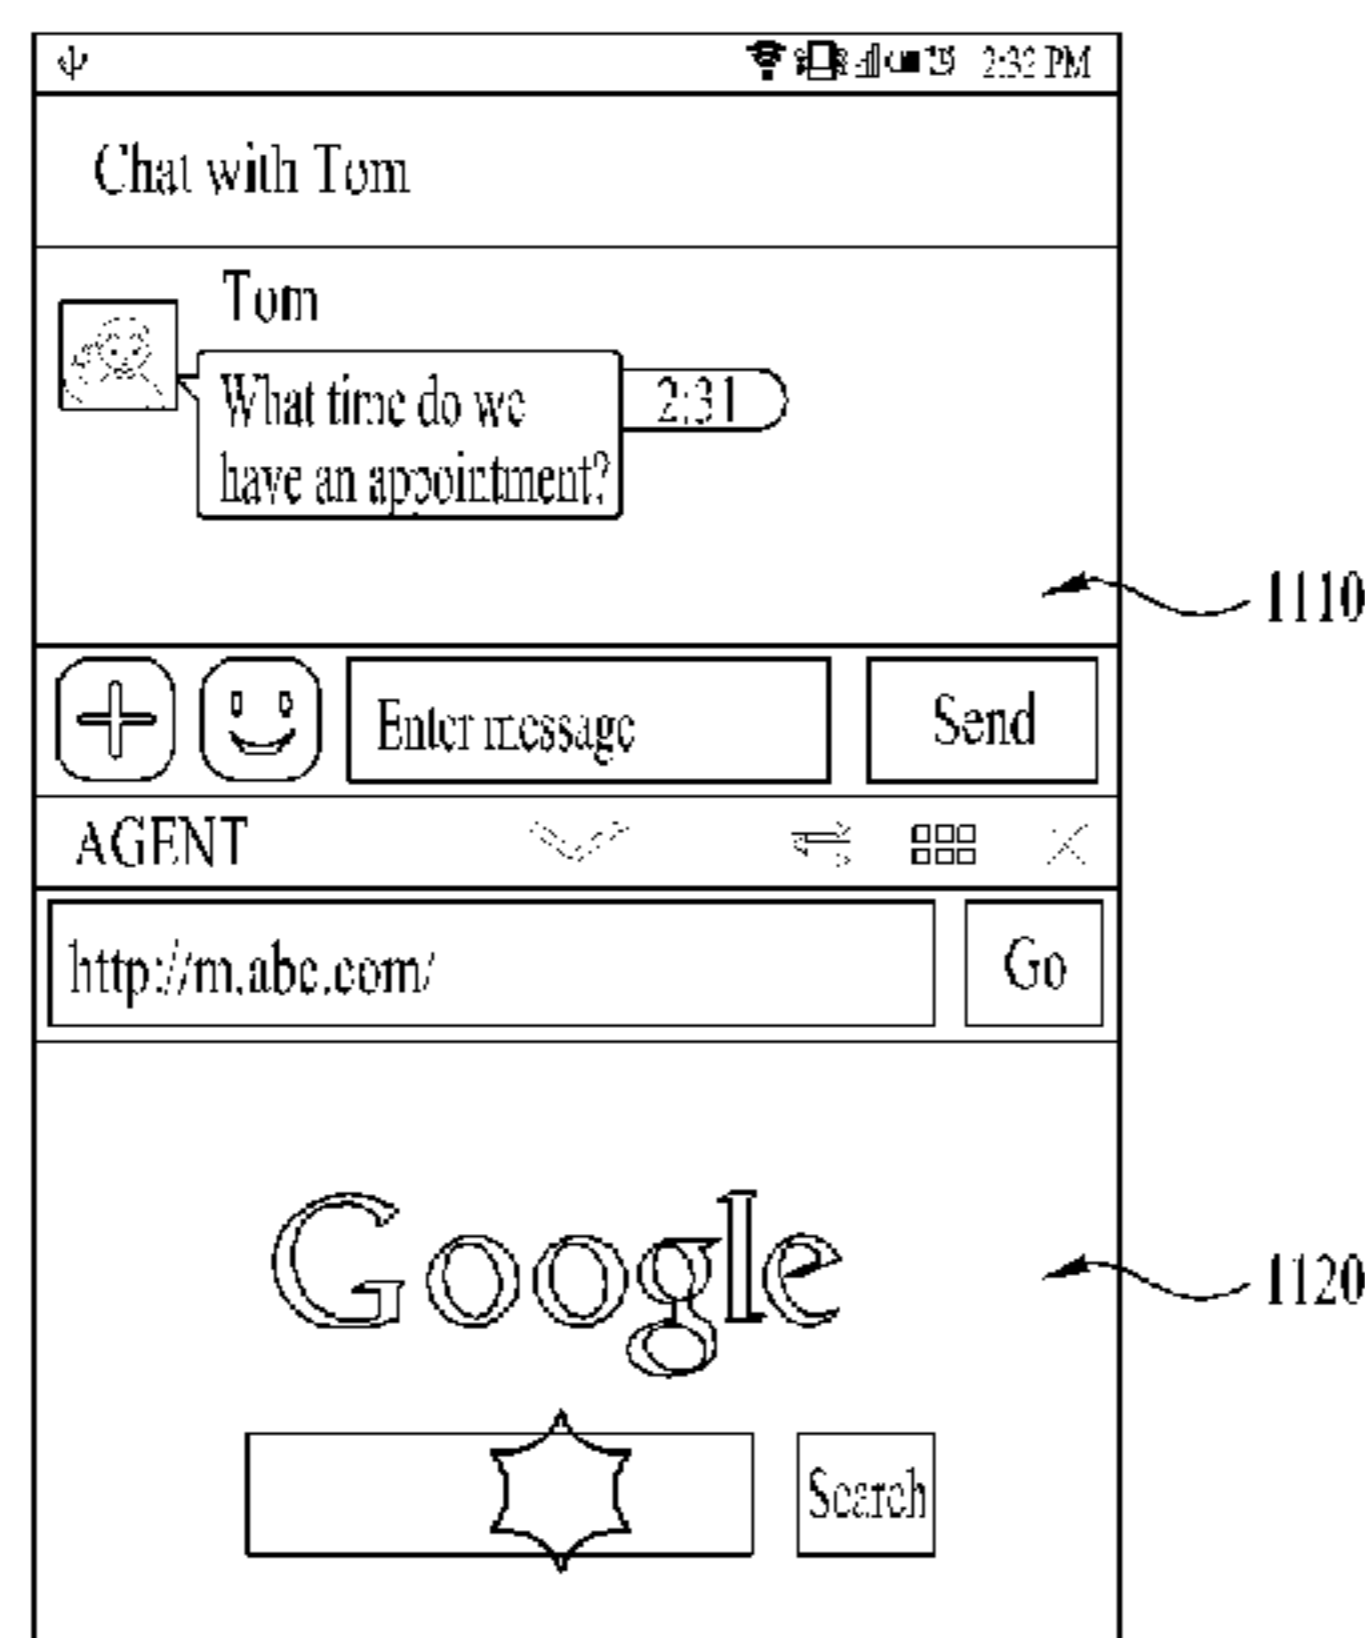 2:32 PM
Chat with Tom
Tom
What time do we
have an appointment?
2:31
1110
Enter message
Send
AGENT
http://m.abc.com/
Go
Google
1120
Search